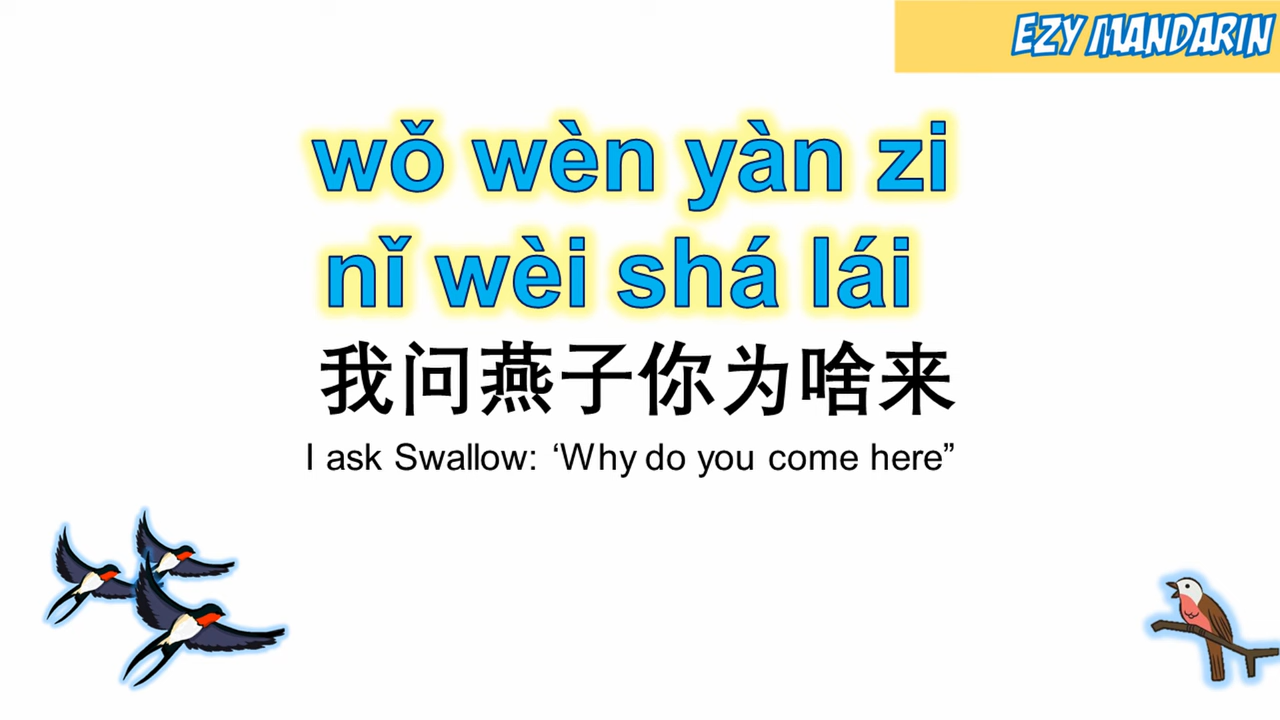 EZY MANDARIN
wǒ wèn yàn zi
nǐ wèi shá lái
我问燕子你为啥来
I ask Swallow: ‘Why do you come here”